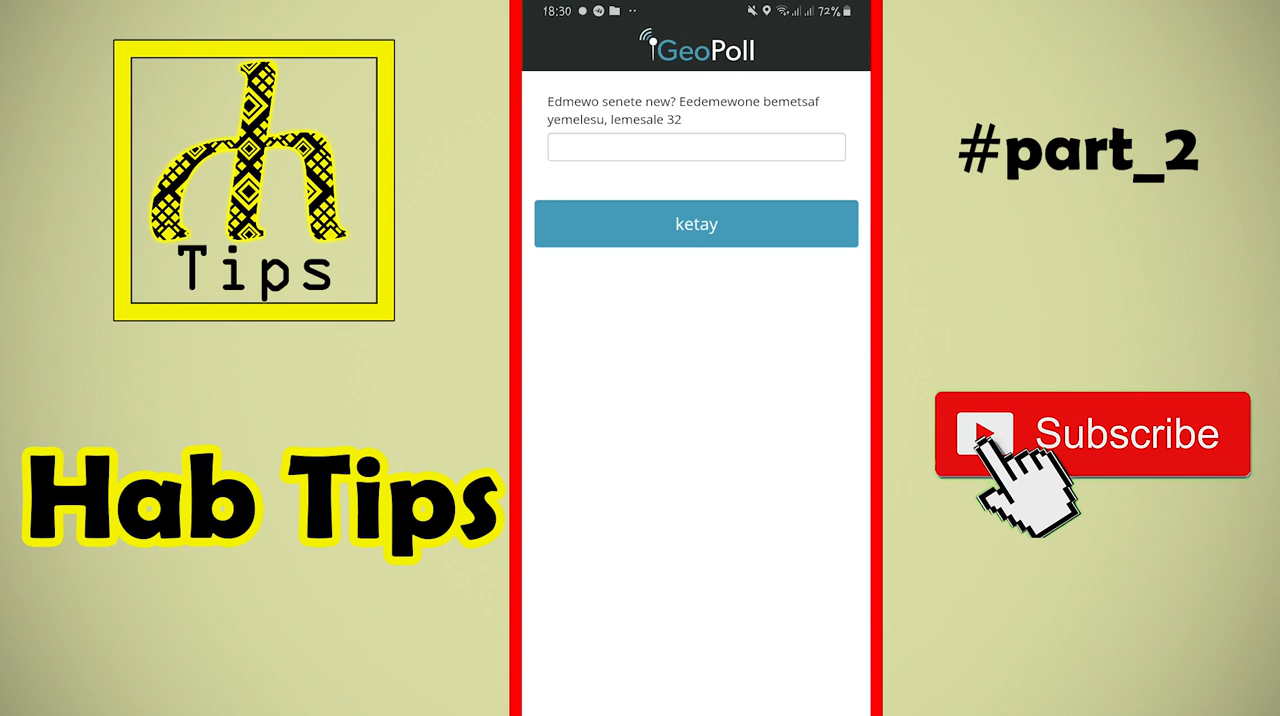 ሐ
Tips
Hab Tips
18:30
72%
GeoPoll
Edmewo senete new? Eedemewone bemetsaf
yemelesu, lemesale 32
ketay
#part_2
Subscribe